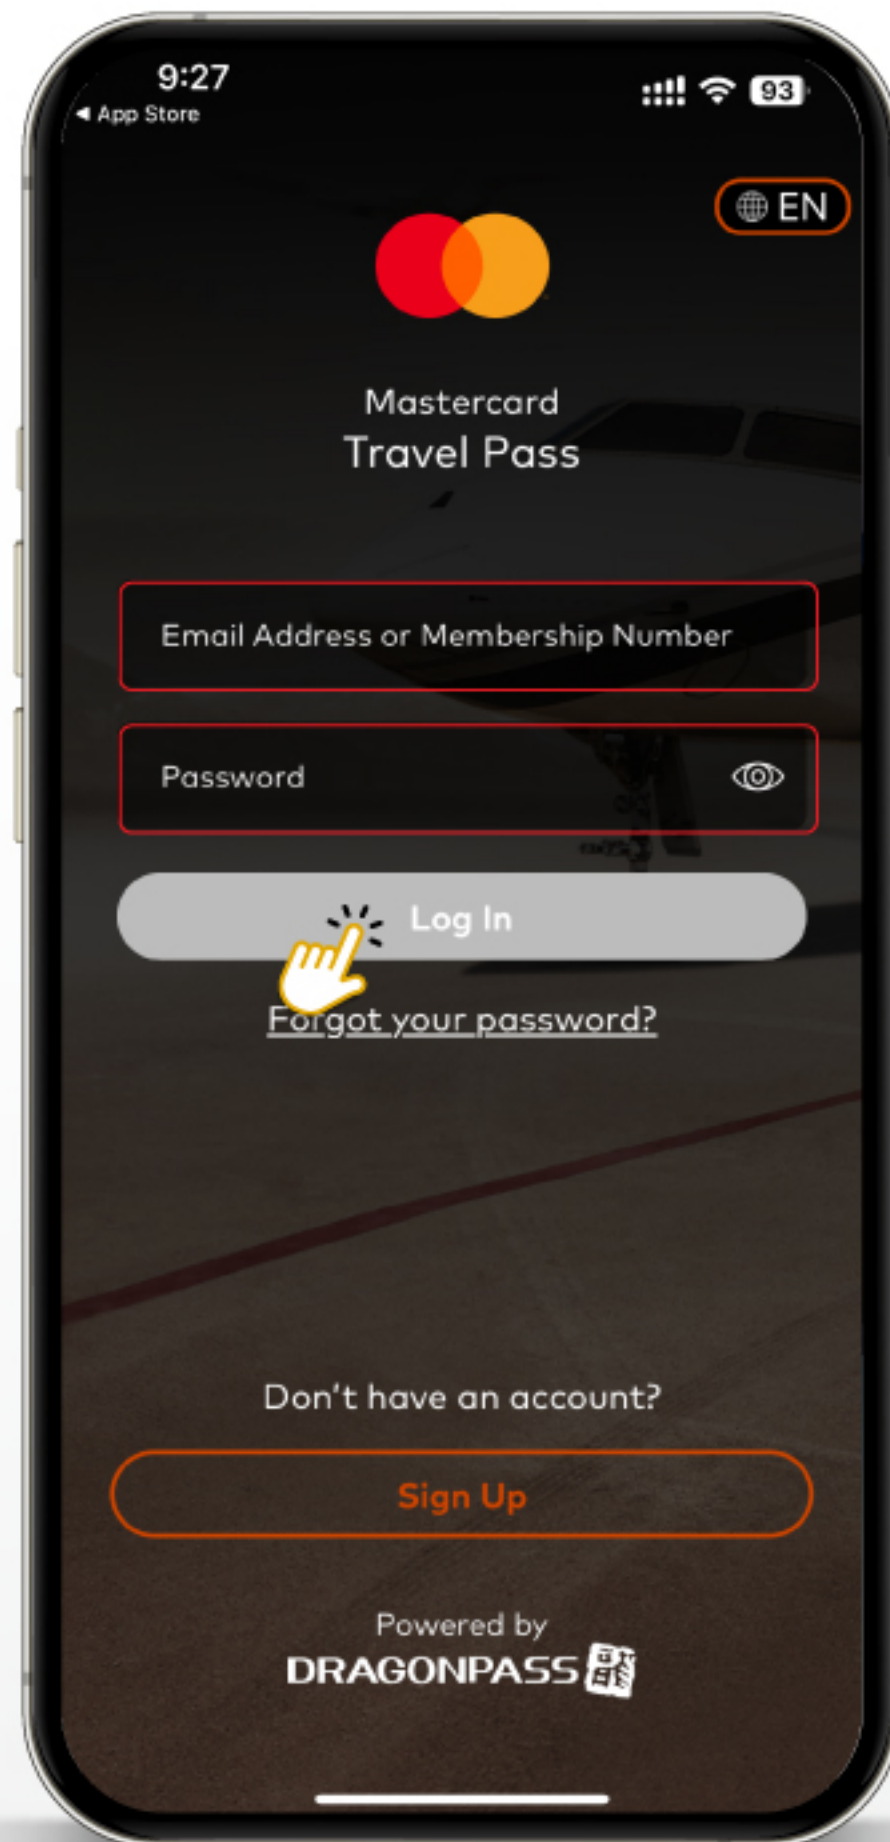 9:27
93
◀ App Store
EN
Mastercard
Travel Pass
Email Address or Membership Number
Password
Log In
Forgot your password?
Don't have an account?
Sign Up
Powered by
DRAGONPASS